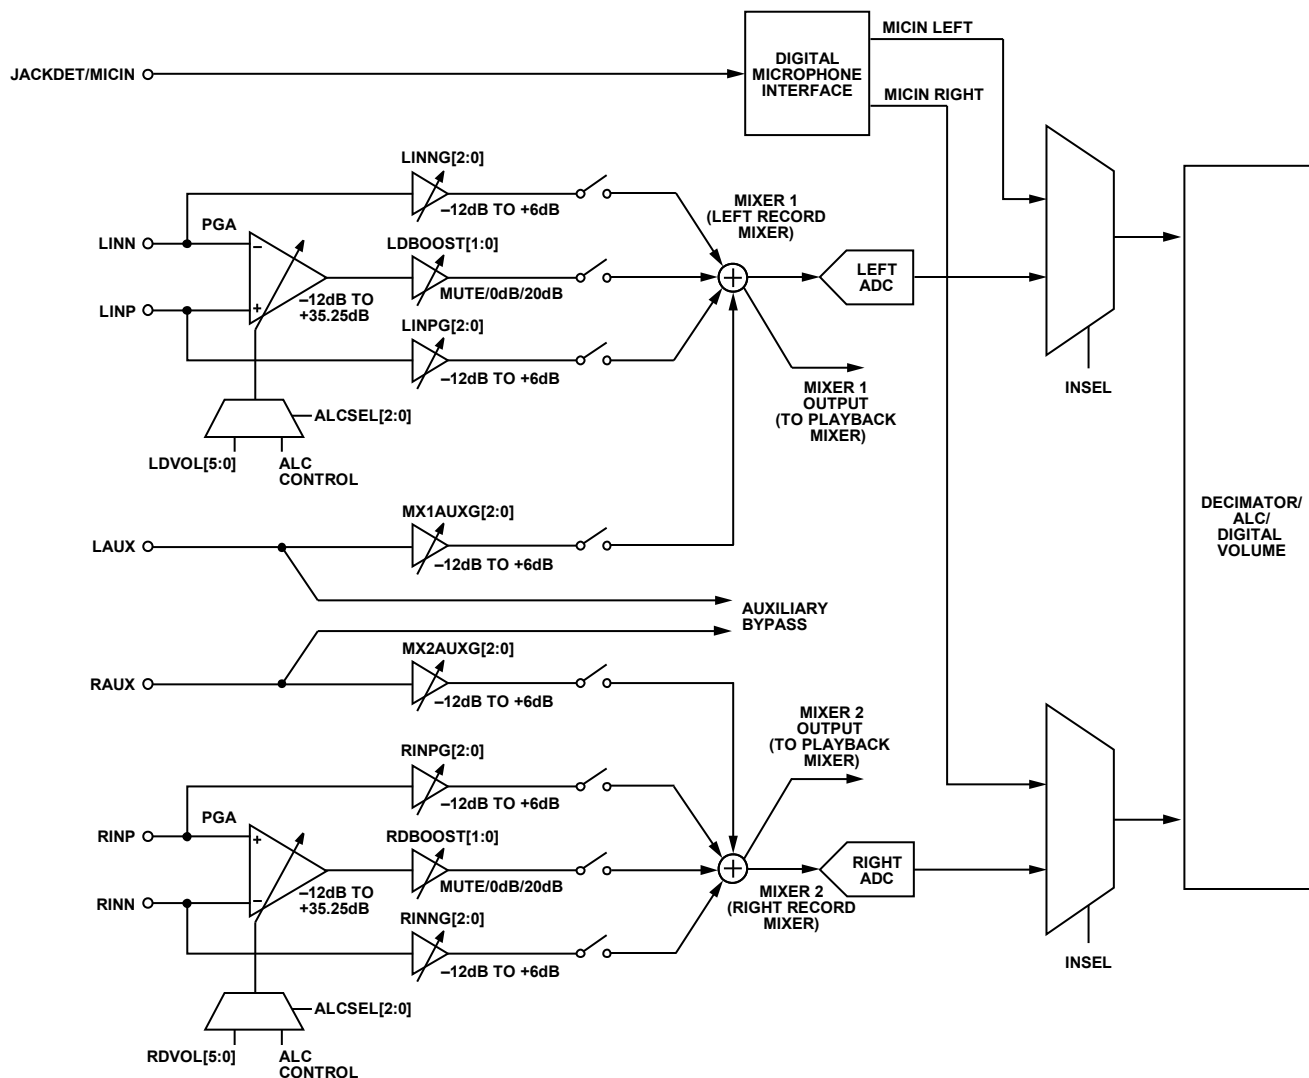 MICIN LEFT
JACKDET/MICIN
DIGITAL
MICROPHONE
INTERFACE
MICIN RIGHT
LINNG[2:0]
–12dB TO +6dB
PGA
LINN
LINP
–
+
–12dB TO
+35.25dB
LDBOOST[1:0]
MUTE/0dB/20dB
LINPG[2:0]
–12dB TO +6dB
MIXER 1
(LEFT RECORD
MIXER)
+
LEFT
ADC
INSEL
MIXER 1
OUTPUT
(TO PLAYBACK
MIXER)
ALCSEL[2:0]
LDVOL[5:0]
ALC
CONTROL
DECIMATOR/
ALC/
DIGITAL
VOLUME
MX1AUXG[2:0]
LAUX
–12dB TO +6dB
AUXILIARY
BYPASS
MX2AUXG[2:0]
RAUX
–12dB TO +6dB
MIXER 2
OUTPUT
(TO PLAYBACK
MIXER)
RINPG[2:0]
–12dB TO +6dB
PGA
RINP
RINN
+
–
–12dB TO
+35.25dB
RDBOOST[1:0]
MUTE/0dB/20dB
RINNG[2:0]
–12dB TO +6dB
+
MIXER 2
(RIGHT RECORD
MIXER)
RIGHT
ADC
INSEL
ALCSEL[2:0]
RDVOL[5:0]
ALC
CONTROL